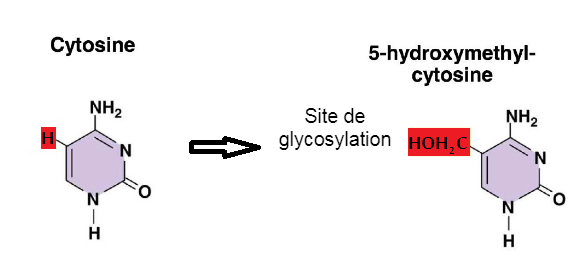 Cytosine
NH₂
H
N
N
O
H
5-hydroxymethyl-
cytosine
Site de
glycosylation
HOH₂C
NH₂
N
N
O
H